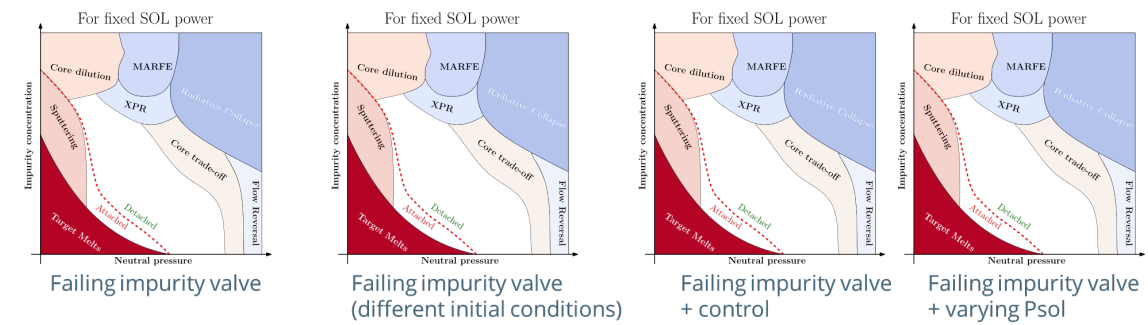 For fixed SOL power
Impurity concentration
Core dilution
MARFE
Radiative Collapse
XPR
Sputtering
Core trade-off
Flow Reversal
Detached
Attached
Target Melts
Neutral pressure
Failing impurity valve
For fixed SOL power
Impurity concentration
Core dilution
MARFE
Radiative Collapse
XPR
Sputtering
Core trade-off
Flow Reversal
Detached
Attached
Target Melts
Neutral pressure
Failing impurity valve
(different initial conditions)
For fixed SOL power
Impurity concentration
Core dilution
MARFE
Radiative Collapse
XPR
Sputtering
Core trade-off
Flow Reversal
Detached
Attached
Target Melts
Neutral pressure
Failing impurity valve
+ control
For fixed SOL power
Impurity concentration
Core dilution
MARFE
Radiative Collapse
XPR
Sputtering
Core trade-off
Flow Reversal
Detached
Attached
Target Melts
Neutral pressure
Failing impurity valve
+ varying Psol